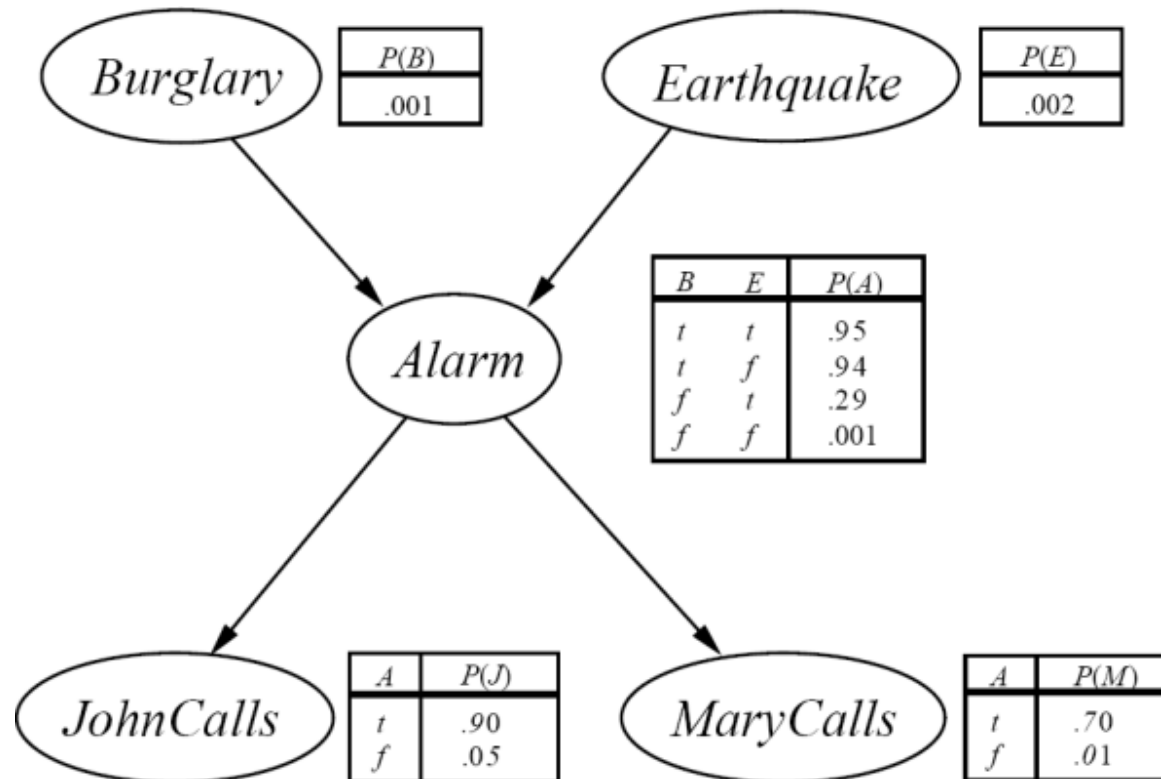 Burglary
P(B)
.001
Earthquake
P(E)
.002
Alarm
B E P(A)
t t .95
t f .94
f t .29
f f .001
JohnCalls
A P(J)
t .90
f .05
MaryCalls
A P(M)
t .70
f .01